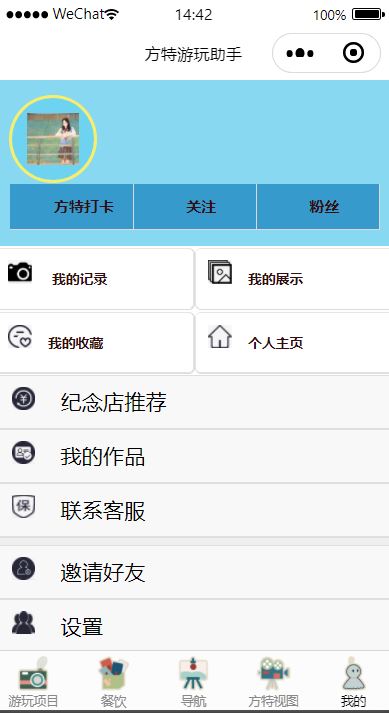 WeChat 14:42 100%
方特游玩助手
方特打卡 关注 粉丝
我的记录 我的展示
我的收藏 个人主页
纪念店推荐
我的作品
保 联系客服
邀请好友
设置
游玩项目 餐饮 导航 方特视图 我的